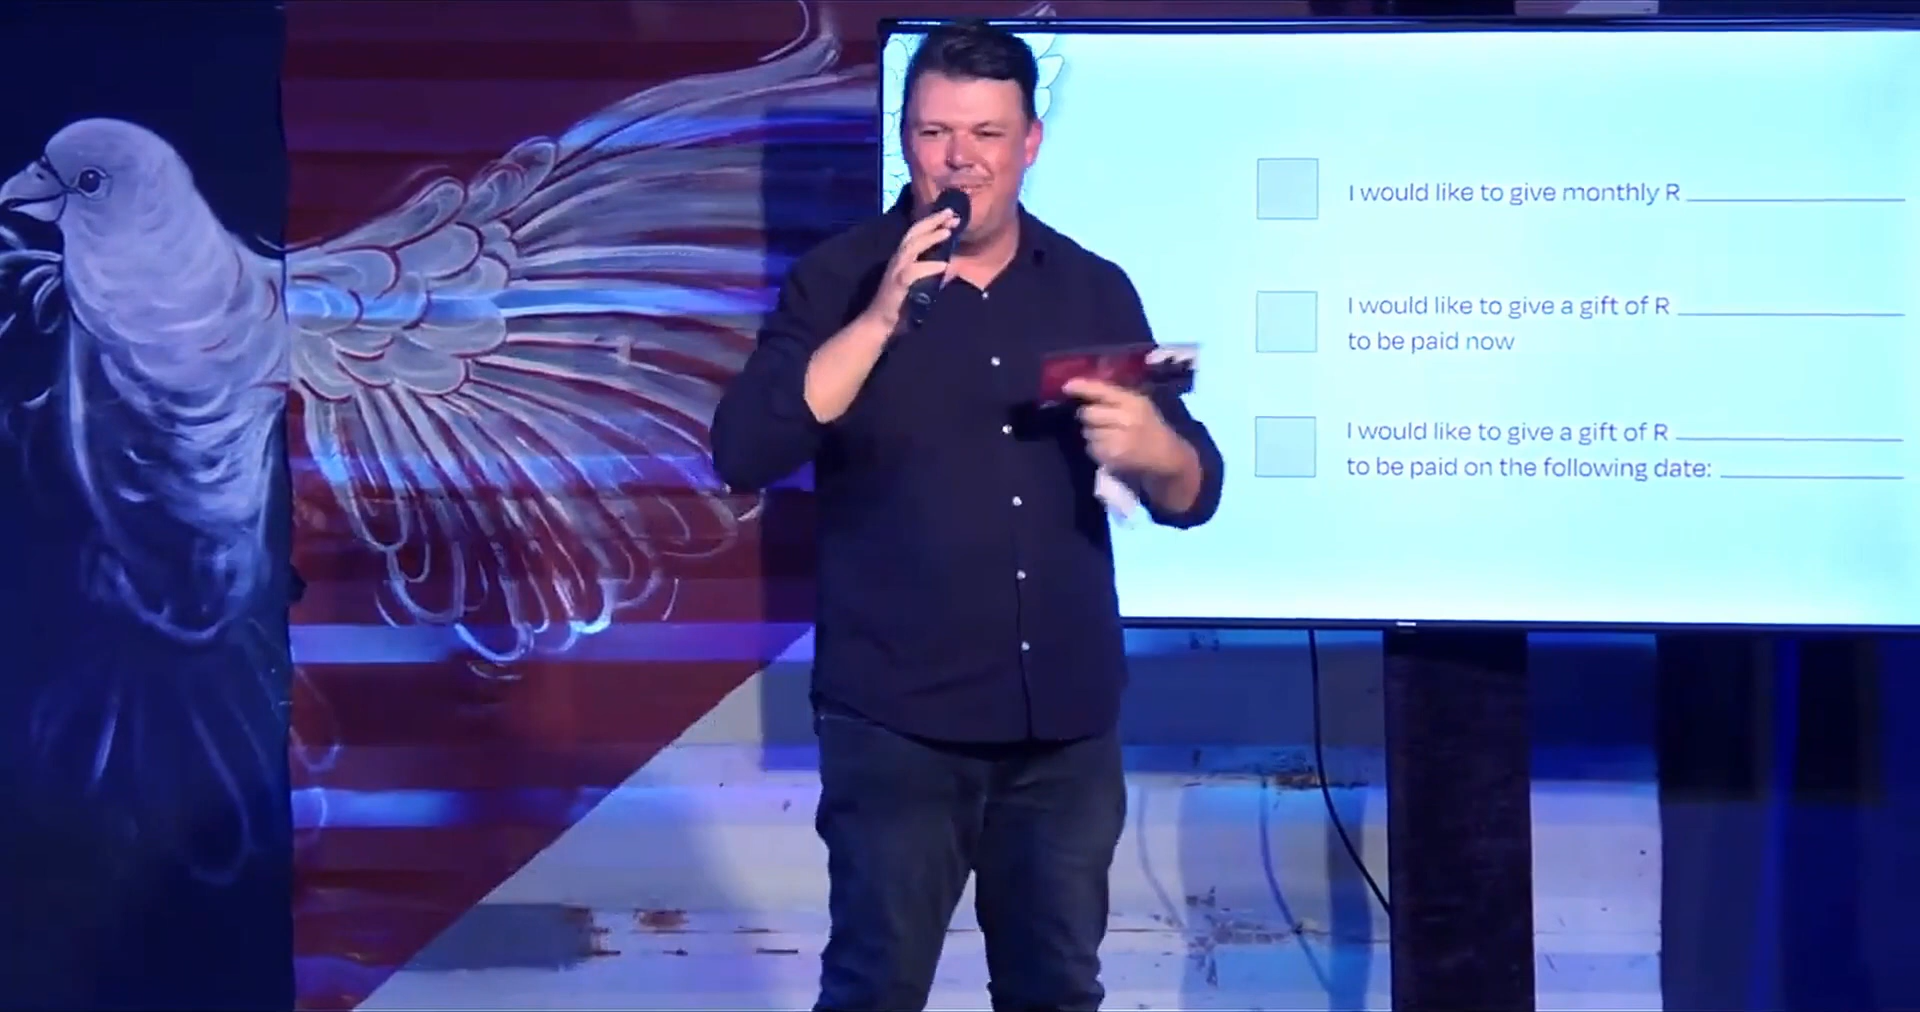 I would like to give monthly R
I would like to give a gift of R
to be paid now
I would like to give a gift of R
to be paid on the following date: